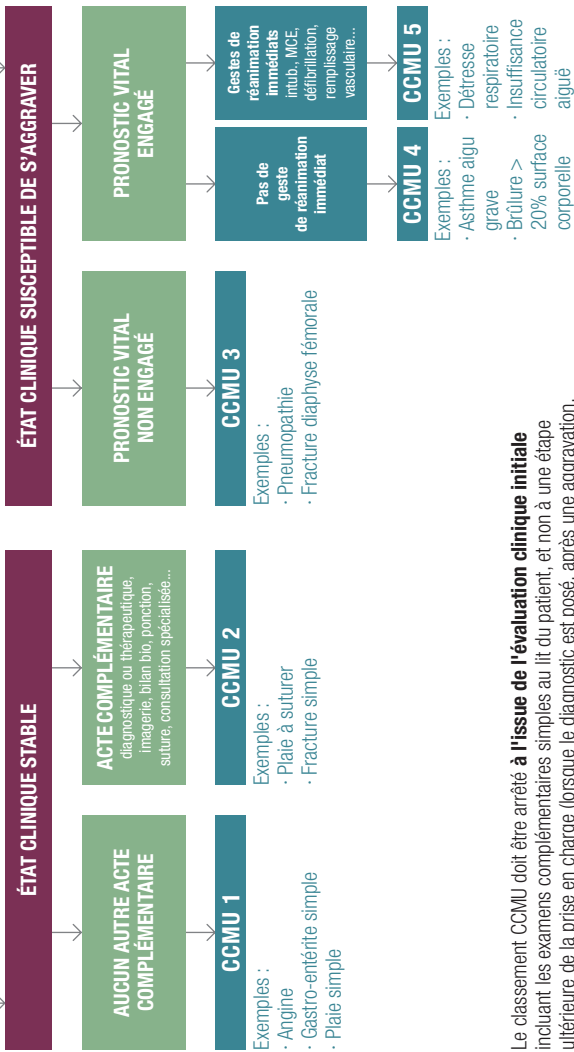 ÉTAT CLINIQUE STABLE
AUCUN AUTRE ACTE
COMPLÉMENTAIRE
CCMU 1
Exemples :
· Angine
· Gastro-entérite simple
· Plaie simple
ACTE COMPLÉMENTAIRE
diagnostique ou thérapeutique,
imagerie, bilan bio, ponction,
suture, consultation spécialisée...
CCMU 2
Exemples :
· Plaie à suturer
· Fracture simple
ÉTAT CLINIQUE SUSCEPTIBLE DE S'AGGRAVER
PRONOSTIC VITAL
NON ENGAGÉ
CCMU 3
Exemples :
· Pneumopathie
· Fracture diaphyse fémorale
PRONOSTIC VITAL
ENGAGÉ
Pas de
geste
de réanimation
immédiat
CCMU 4
Exemples :
· Asthme aigu
grave
· Brûlure >
20% surface
corporelle
Gestes de
réanimation
immédiats
intub., MCE,
défibrillation,
remplissage
vasculaire...
CCMU 5
Exemples :
· Détresse
respiratoire
· Insuffisance
circulatoire
aiguë
Le classement CCMU doit être arrêté à l'issue de l'évaluation clinique initiale
incluant les examens complémentaires simples au lit du patient, et non à une étape
ultérieure de la prise en charge (lorsque le diagnostic est posé, après une aggravation,